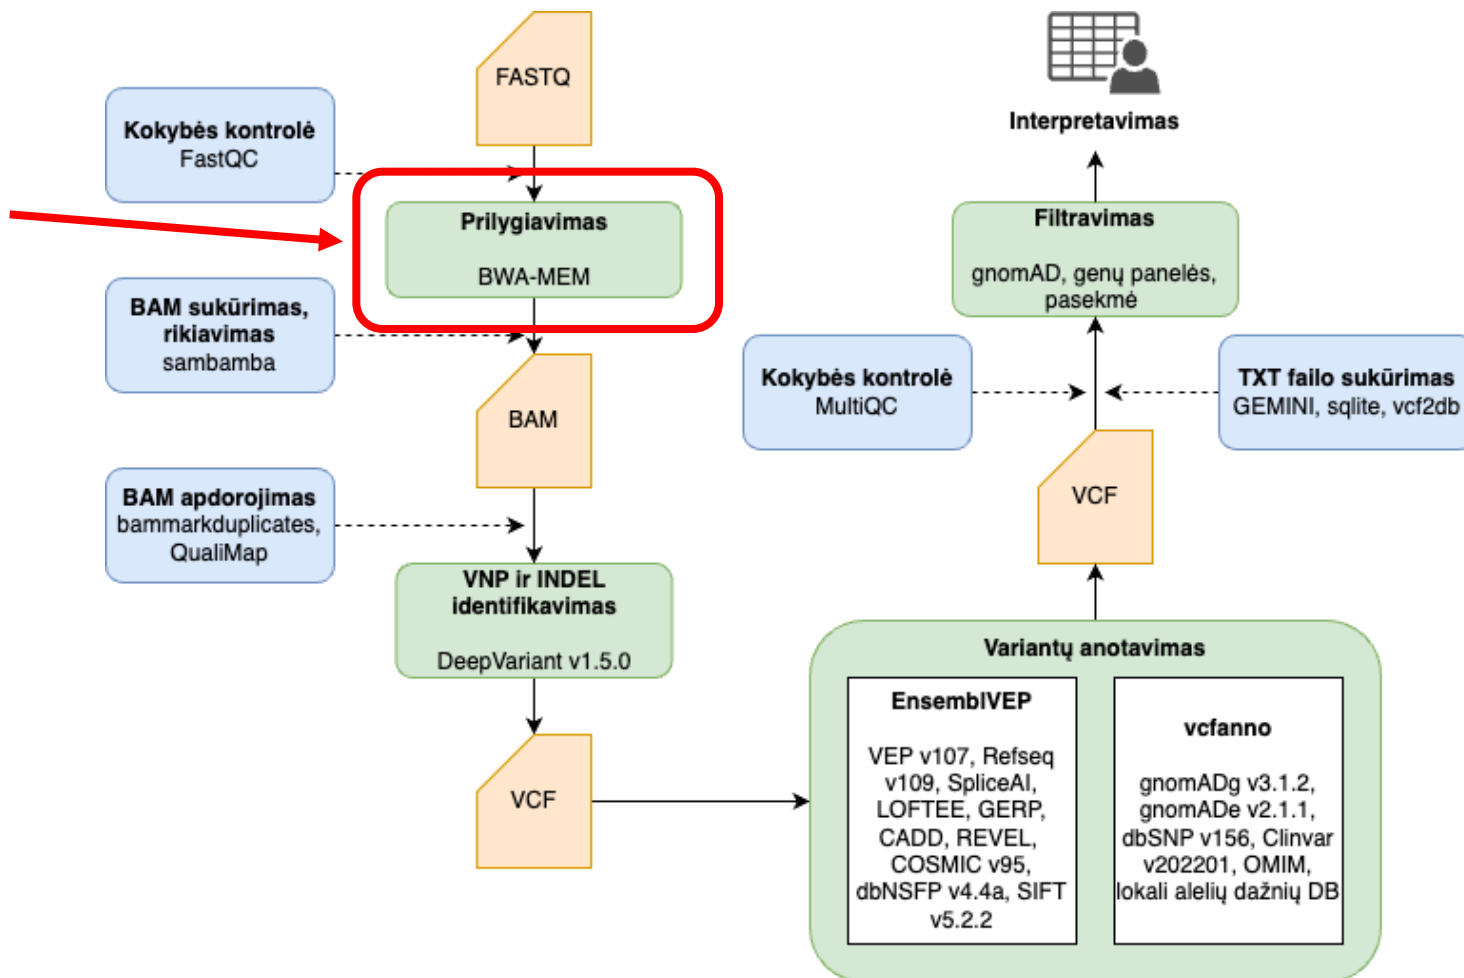 FASTQ
Kokybės kontrolė
FastQC
Prilygiavimas
BWA-MEM
BAM sukūrimas,
rikiavimas
sambamba
BAM
BAM apdorojimas
bammarkduplicates,
QualiMap
VNP ir INDEL
identifikavimas
DeepVariant v1.5.0
VCF
Variantų anotavimas
EnsemblVEP
VEP v107, Refseq
v109, SpliceAI,
LOFTEE, GERP,
CADD, REVEL,
COSMIC v95,
dbNSFP v4.4a, SIFT
v5.2.2
vcfanno
gnomADg v3.1.2,
gnomADe v2.1.1,
dbSNP v156, Clinvar
v202201, OMIM,
lokali alelių dažnių DB
VCF
Kokybės kontrolė
MultiQC
TXT failo sukūrimas
GEMINI, sqlite, vcf2db
Filtravimas
gnomAD, genų panelės,
pasekmė
Interpretavimas